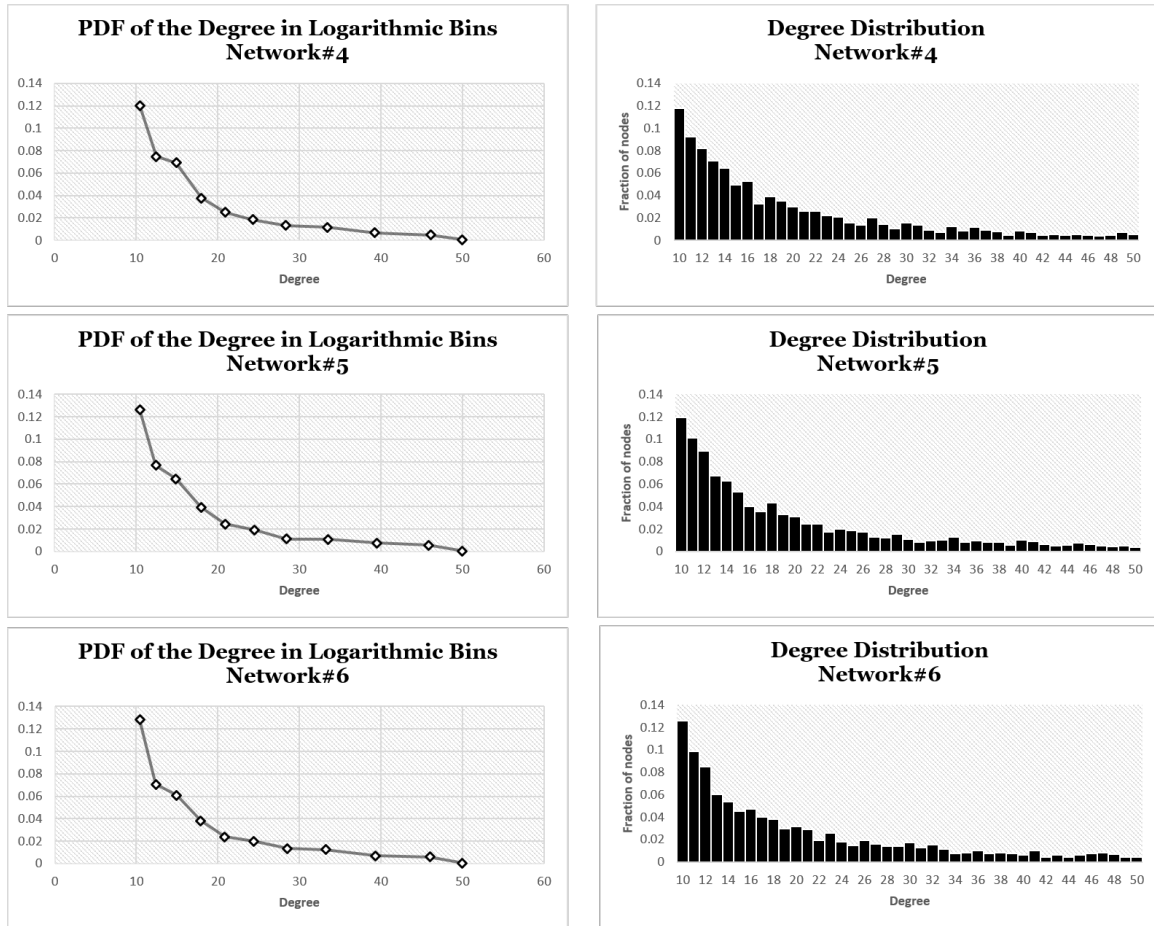 PDF of the Degree in Logarithmic Bins
Network#4
0.14
0.12
0.1
0.08
0.06
0.04
0.02
0
0 10 20 30 40 50 60
Degree
Degree Distribution
Network#4
Fraction of nodes
0.14
0.12
0.1
0.08
0.06
0.04
0.02
0
10 12 14 16 18 20 22 24 26 28 30 32 34 36 38 40 42 44 46 48 50
Degree
PDF of the Degree in Logarithmic Bins
Network#5
0.14
0.12
0.1
0.08
0.06
0.04
0.02
0
0 10 20 30 40 50 60
Degree
Degree Distribution
Network#5
Fraction of nodes
0.14
0.12
0.1
0.08
0.06
0.04
0.02
0
10 12 14 16 18 20 22 24 26 28 30 32 34 36 38 40 42 44 46 48 50
Degree
PDF of the Degree in Logarithmic Bins
Network#6
0.14
0.12
0.1
0.08
0.06
0.04
0.02
0
0 10 20 30 40 50 60
Degree
Degree Distribution
Network#6
Fraction of nodes
0.14
0.12
0.1
0.08
0.06
0.04
0.02
0
10 12 14 16 18 20 22 24 26 28 30 32 34 36 38 40 42 44 46 48 50
Degree